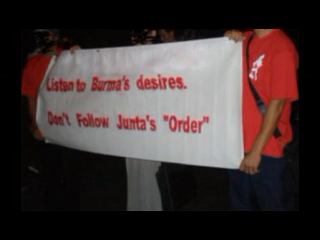 Listen to Burma's desires.
Don't Follow Junta's "Order"